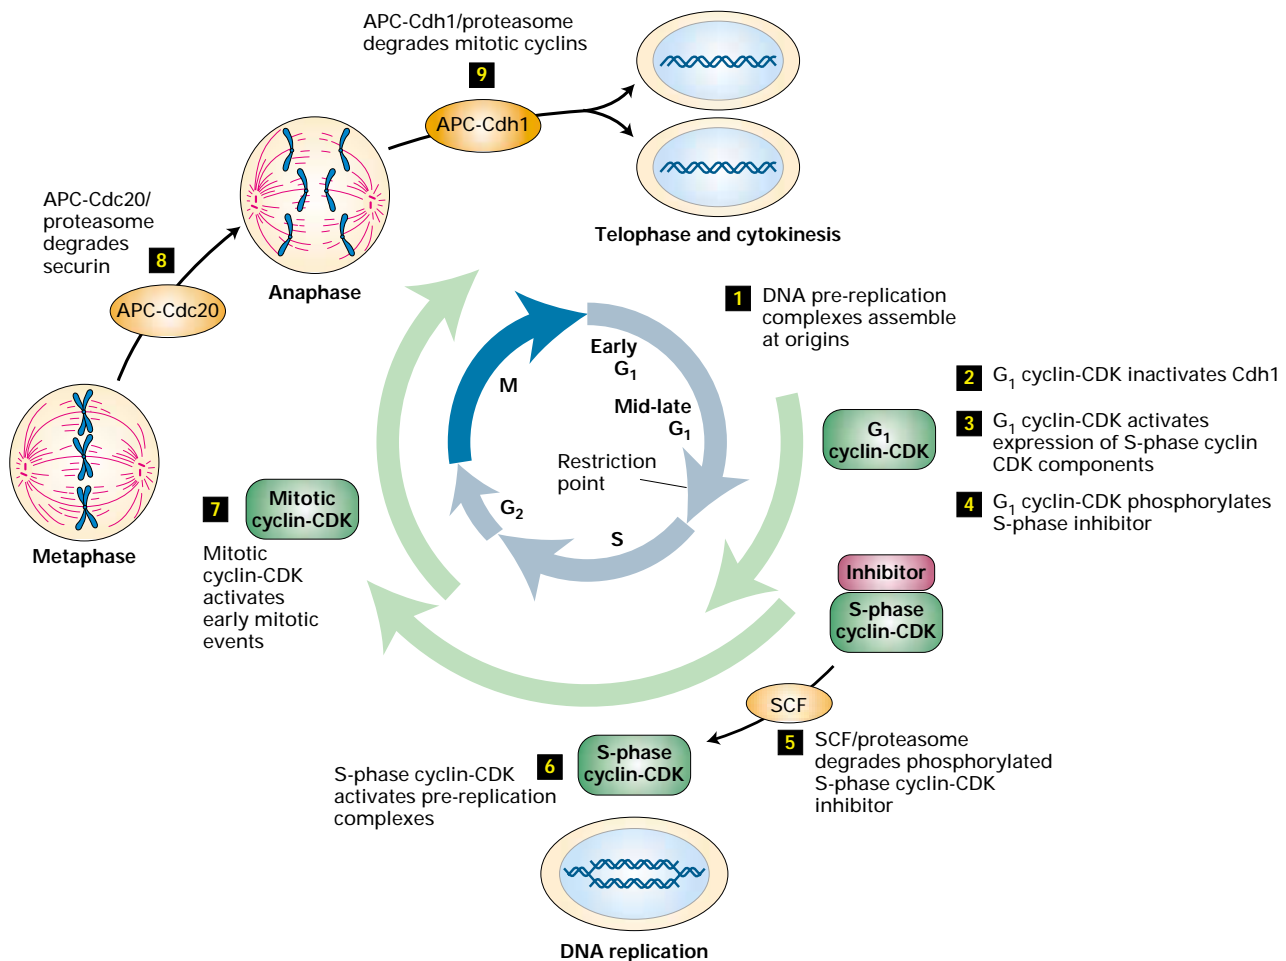 APC-Cdh1/proteasome
degrades mitotic cyclins
9
APC-Cdh1
Telophase and cytokinesis
APC-Cdc20/
proteasome
degrades
securin
8
APC-Cdc20
Anaphase
Metaphase
1
DNA pre-replication
complexes assemble
at origins
2
G₁ cyclin-CDK inactivates Cdh1
3
G₁ cyclin-CDK activates
expression of S-phase cyclin
CDK components
4
G₁ cyclin-CDK phosphorylates
S-phase inhibitor
G₁
cyclin-CDK
Early
G₁
Mid-late
G₁
Restriction
point
M
G₂
S
7
Mitotic
cyclin-CDK
Mitotic
cyclin-CDK
activates
early mitotic
events
Inhibitor
S-phase
cyclin-CDK
SCF
5
SCF/proteasome
degrades phosphorylated
S-phase cyclin-CDK
inhibitor
6
S-phase
cyclin-CDK
S-phase cyclin-CDK
activates pre-replication
complexes
DNA replication